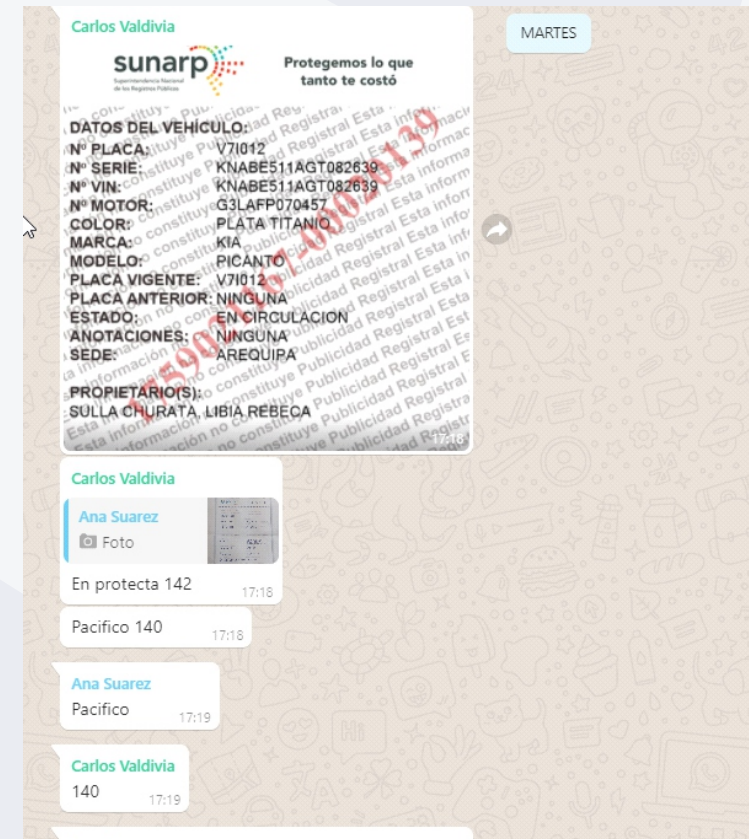 Carlos Valdivia
MARTES
sunarp
Superintendencia Nacional
de los Registros Públicos
Protegemos lo que
tanto te costó
DATOS DEL VEHÍCULO:
Nº PLACA: V7I012
Nº SERIE: KNABE511AGT082639
Nº VIN: KNABE511AGT082639
Nº MOTOR: G3LAFP070457
COLOR: PLATA TITANIO
MARCA: KIA
MODELO: PICANTO
PLACA VIGENTE: V7I012
PLACA ANTERIOR: NINGUNA
ESTADO: EN CIRCULACION
ANOTACIONES: NINGUNA
SEDE: AREQUIPA
PROPIETARIO(S):
SULLA CHURATA, LIBIA REBECA
17:18
Carlos Valdivia
Ana Suarez
Foto
En protecta 142
17:18
Pacifico 140
17:18
Ana Suarez
Pacifico
17:19
Carlos Valdivia
140
17:19